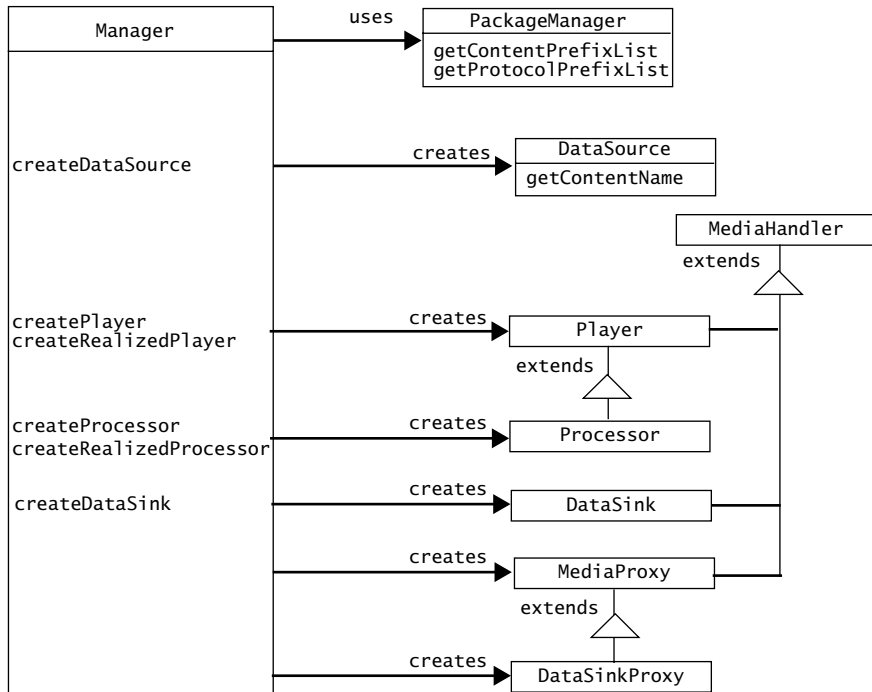 Manager
uses
PackageManager
getContentPrefixList
getProtocolPrefixList
createDataSource
creates
DataSource
getContentName
MediaHandler
extends
createPlayer
createRealizedPlayer
creates
Player
extends
createProcessor
createRealizedProcessor
creates
Processor
createDataSink
creates
DataSink
creates
MediaProxy
extends
creates
DataSinkProxy